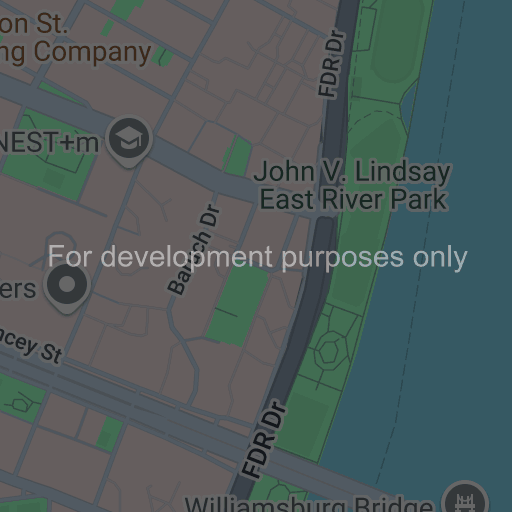 on St.
ng Company
FDR Dr
NEST+m
John V. Lindsay
East River Park
Baruch Dr
For development purposes only
ers
ncey St
FDR Dr
Williamsburg Bridge